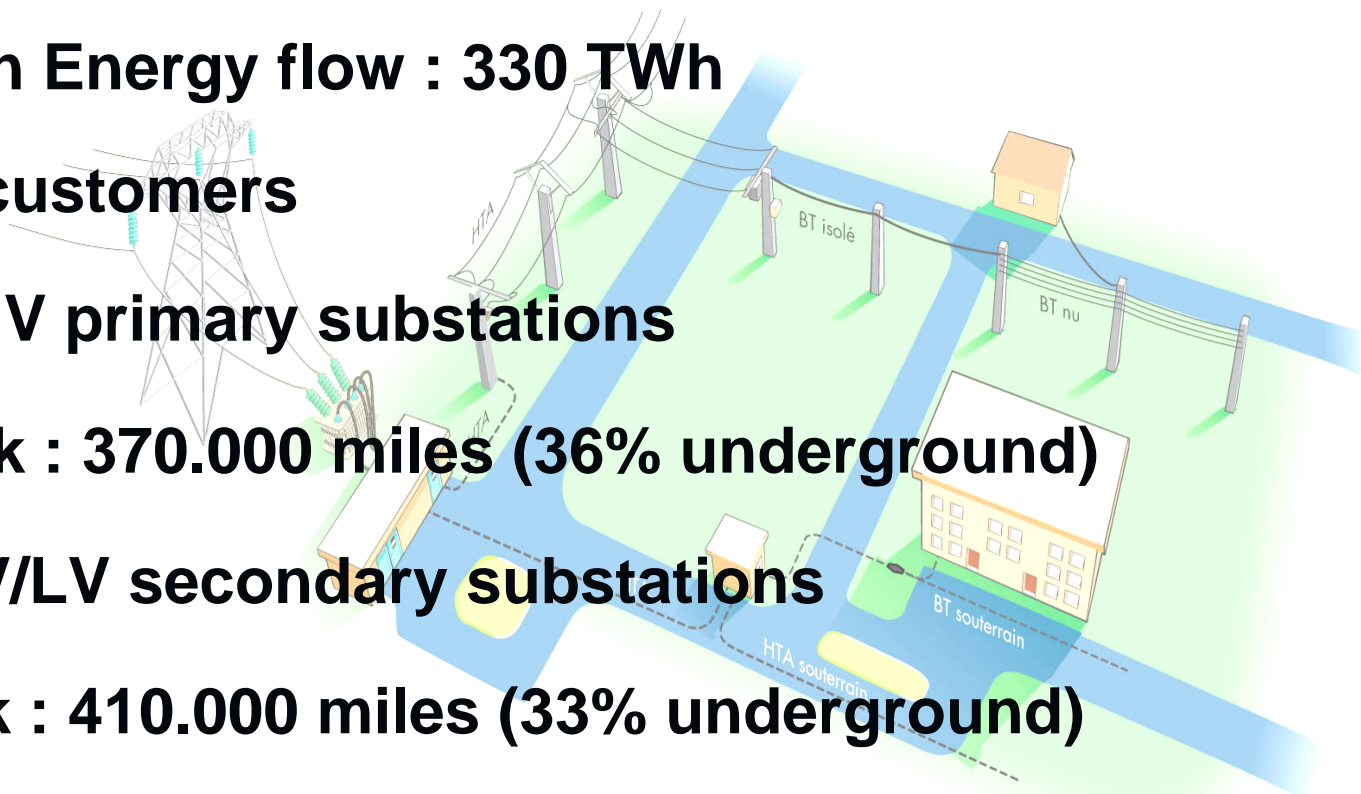 n Energy flow : 330 TWh
customers
HTA
BT isolé
V primary substations
BT nu
HTA
k : 370.000 miles (36% underground)
V/LV secondary substations
BT souterrain
HTA souterrain
k : 410.000 miles (33% underground)